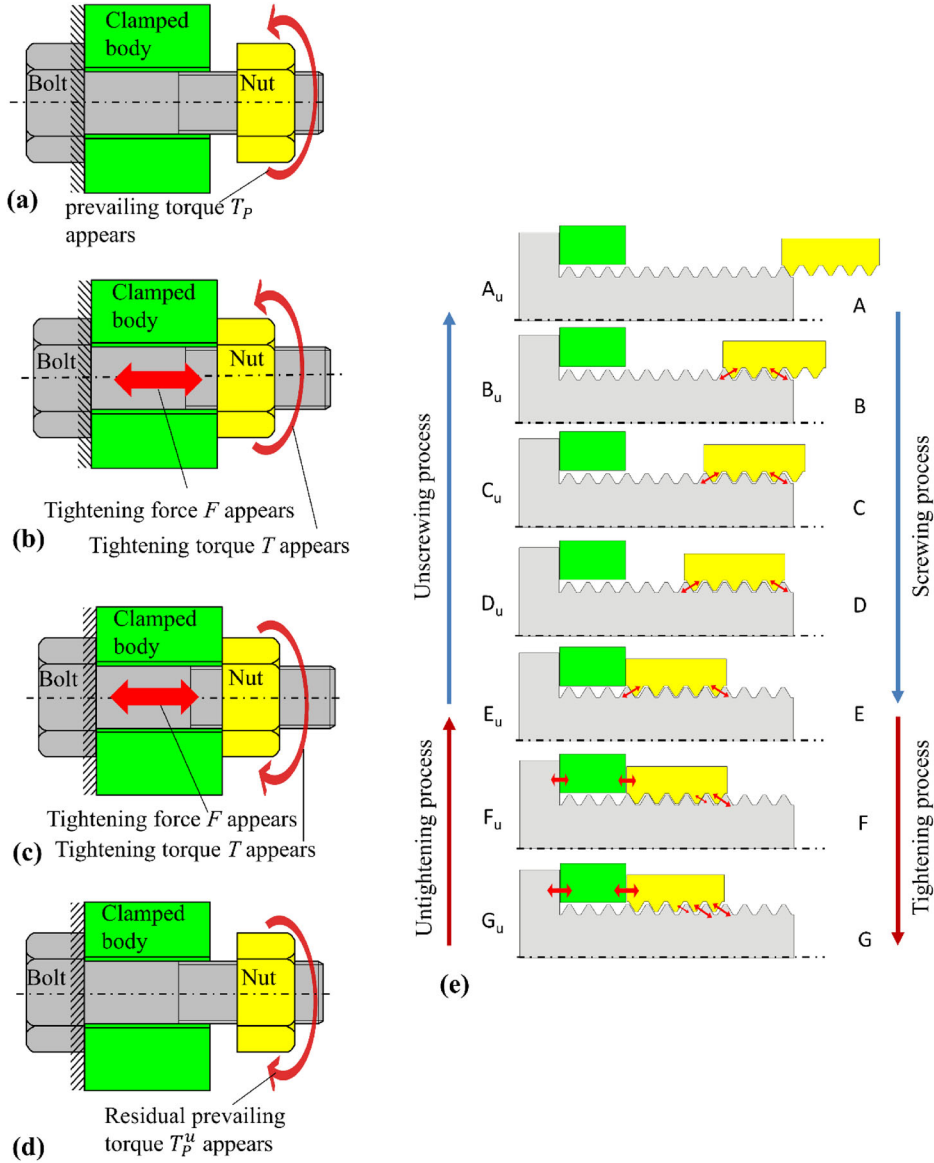 Clamped
body
Bolt
Nut
(a)
prevailing torque T_P
appears
Clamped
body
Bolt
Nut
Tightening force F appears
(b)
Tightening torque T appears
Clamped
body
Bolt
Nut
Tightening force F appears
(c)
Tightening torque T appears
Clamped
body
Bolt
Nut
Residual prevailing
torque T_P^u appears
(d)
Unscrewing process
Untightening process
A_u
A
B_u
B
C_u
C
D_u
D
E_u
E
F_u
F
G_u
G
Screwing process
Tightening process
(e)